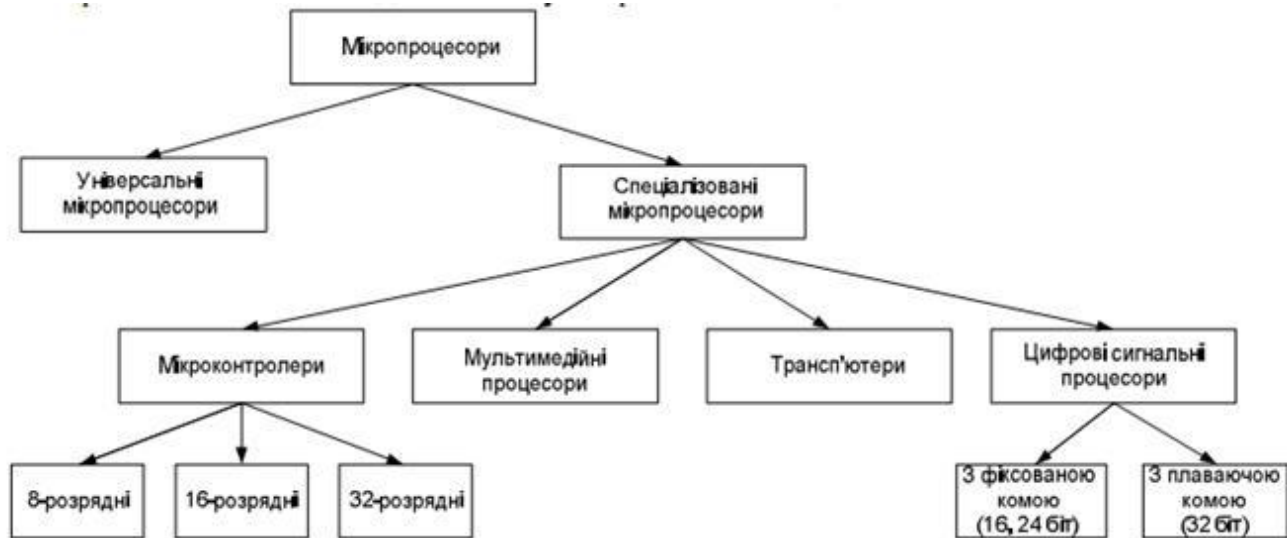 Мікропроцесори
Універсальні
мікропроцесори
Спеціалізовані
мікропроцесори
Мікроконтролери
Мультимедійні
процесори
Трансп'ютери
Цифрові сигнальні
процесори
8-розрядні
16-розрядні
32-розрядні
З фіксованою
комою
(16, 24 біт)
З плаваючою
комою
(32 біт)